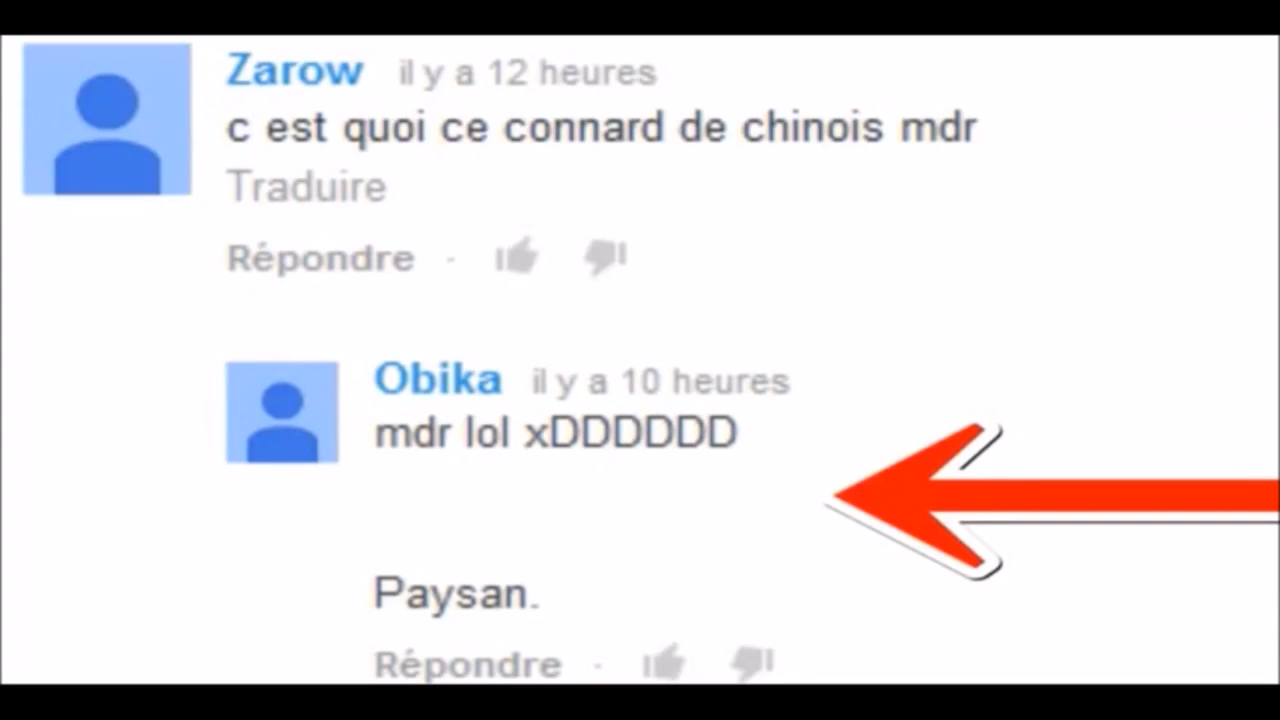 Zarow il y a 12 heures
c est quoi ce connard de chinois mdr
Traduire
Répondre ·
Obika il y a 10 heures
mdr lol xDDDDDD
Paysan.
Répondre ·